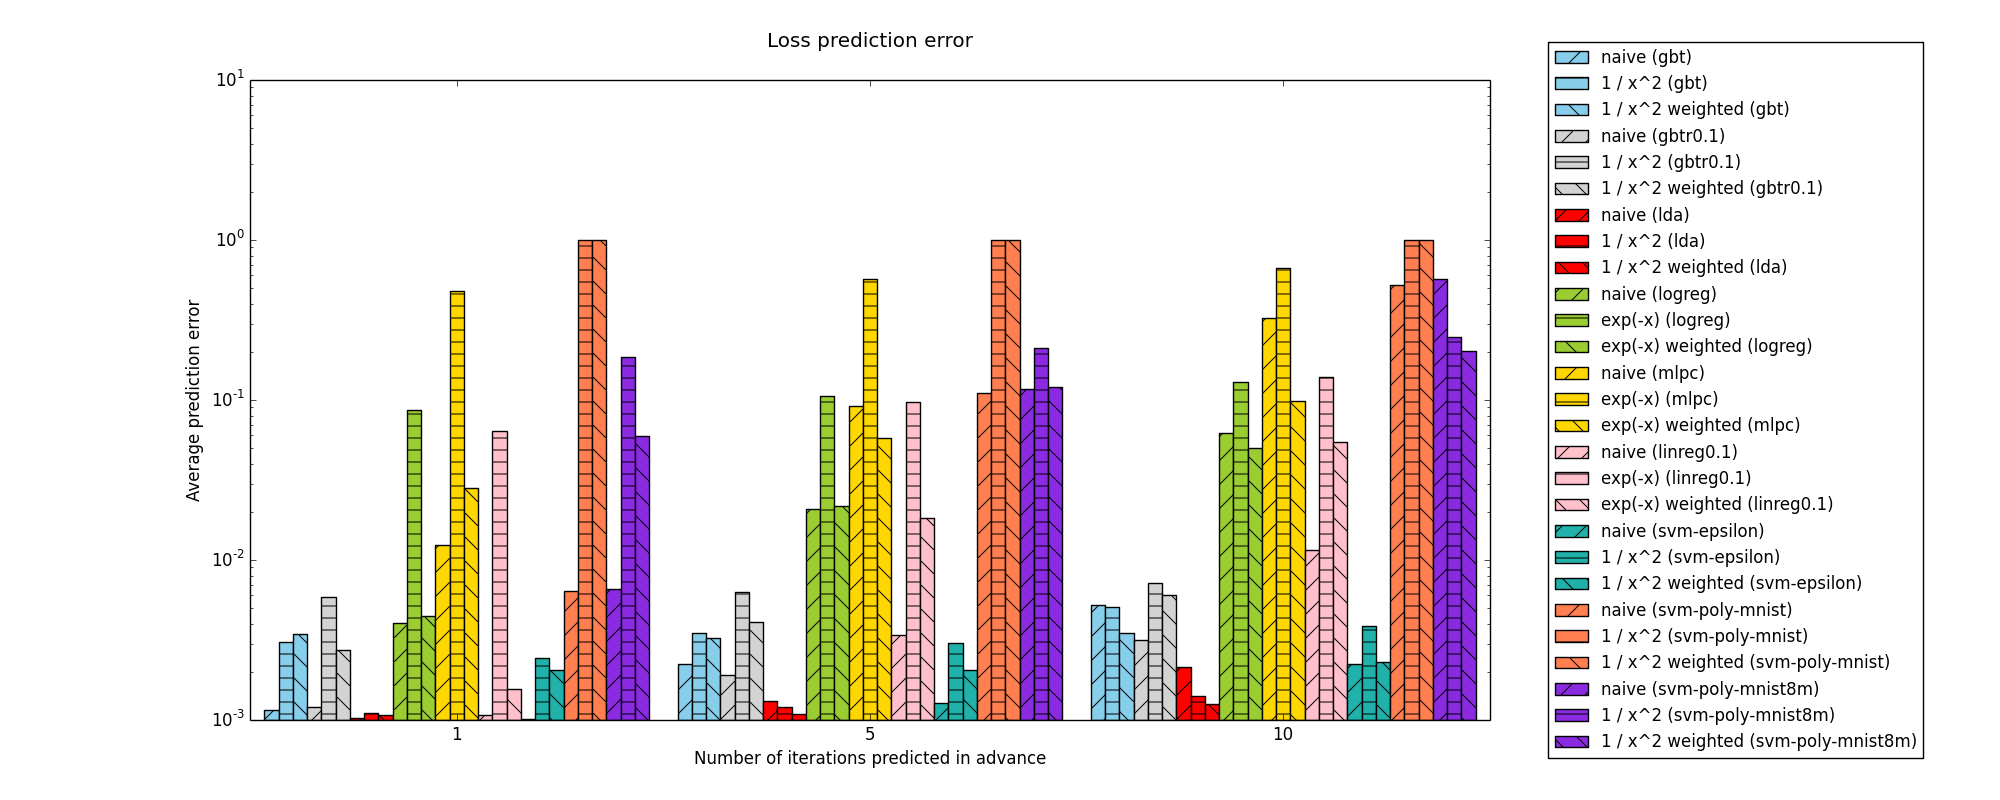 Loss prediction error
10^1
10^0
10^-1
10^-2
10^-3
Average prediction error
1
5
10
Number of iterations predicted in advance
naive (gbt)
1 / x^2 (gbt)
1 / x^2 weighted (gbt)
naive (gbtr0.1)
1 / x^2 (gbtr0.1)
1 / x^2 weighted (gbtr0.1)
naive (lda)
1 / x^2 (lda)
1 / x^2 weighted (lda)
naive (logreg)
exp(-x) (logreg)
exp(-x) weighted (logreg)
naive (mlpc)
exp(-x) (mlpc)
exp(-x) weighted (mlpc)
naive (linreg0.1)
exp(-x) (linreg0.1)
exp(-x) weighted (linreg0.1)
naive (svm-epsilon)
1 / x^2 (svm-epsilon)
1 / x^2 weighted (svm-epsilon)
naive (svm-poly-mnist)
1 / x^2 (svm-poly-mnist)
1 / x^2 weighted (svm-poly-mnist)
naive (svm-poly-mnist8m)
1 / x^2 (svm-poly-mnist8m)
1 / x^2 weighted (svm-poly-mnist8m)